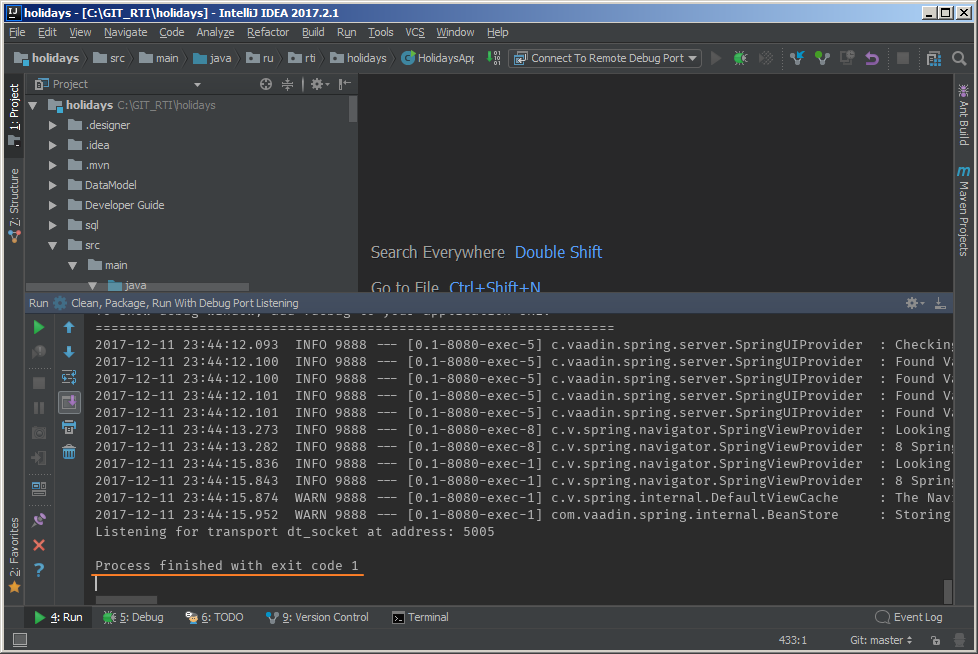 holidays - [C:\GIT_RTI\holidays] - IntelliJ IDEA 2017.2.1
File Edit View Navigate Code Analyze Refactor Build Run Tools VCS Window Help
holidays src main java ru rti holidays HolidaysApp Connect To Remote Debug Port
Project
1: Project
7: Structure
2: Favorites
Ant Build
Maven Projects
holidays C:\GIT_RTI\holidays
.designer
.idea
.mvn
DataModel
Developer Guide
sql
src
main
java
Search Everywhere Double Shift
Go to File Ctrl+Shift+N
Run Clean, Package, Run With Debug Port Listening
=================================================================
2017-12-11 23:44:12.093 INFO 9888 --- [0.1-8080-exec-5] c.vaadin.spring.server.SpringUIProvider : Checking
2017-12-11 23:44:12.100 INFO 9888 --- [0.1-8080-exec-5] c.vaadin.spring.server.SpringUIProvider : Found Va
2017-12-11 23:44:12.100 INFO 9888 --- [0.1-8080-exec-5] c.vaadin.spring.server.SpringUIProvider : Found Va
2017-12-11 23:44:12.101 INFO 9888 --- [0.1-8080-exec-5] c.vaadin.spring.server.SpringUIProvider : Found Va
2017-12-11 23:44:12.101 INFO 9888 --- [0.1-8080-exec-5] c.vaadin.spring.server.SpringUIProvider : Found Va
2017-12-11 23:44:13.273 INFO 9888 --- [0.1-8080-exec-8] c.v.spring.navigator.SpringViewProvider : Looking
2017-12-11 23:44:13.282 INFO 9888 --- [0.1-8080-exec-8] c.v.spring.navigator.SpringViewProvider : 8 Spring
2017-12-11 23:44:15.836 INFO 9888 --- [0.1-8080-exec-1] c.v.spring.navigator.SpringViewProvider : Looking
2017-12-11 23:44:15.843 INFO 9888 --- [0.1-8080-exec-1] c.v.spring.navigator.SpringViewProvider : 8 Spring
2017-12-11 23:44:15.874 WARN 9888 --- [0.1-8080-exec-1] c.v.spring.internal.DefaultViewCache : The Navi
2017-12-11 23:44:15.952 WARN 9888 --- [0.1-8080-exec-1] com.vaadin.spring.internal.BeanStore : Storing
Listening for transport dt_socket at address: 5005
Process finished with exit code 1
4: Run 5: Debug 6: TODO 9: Version Control Terminal Event Log
433:1 Git: master